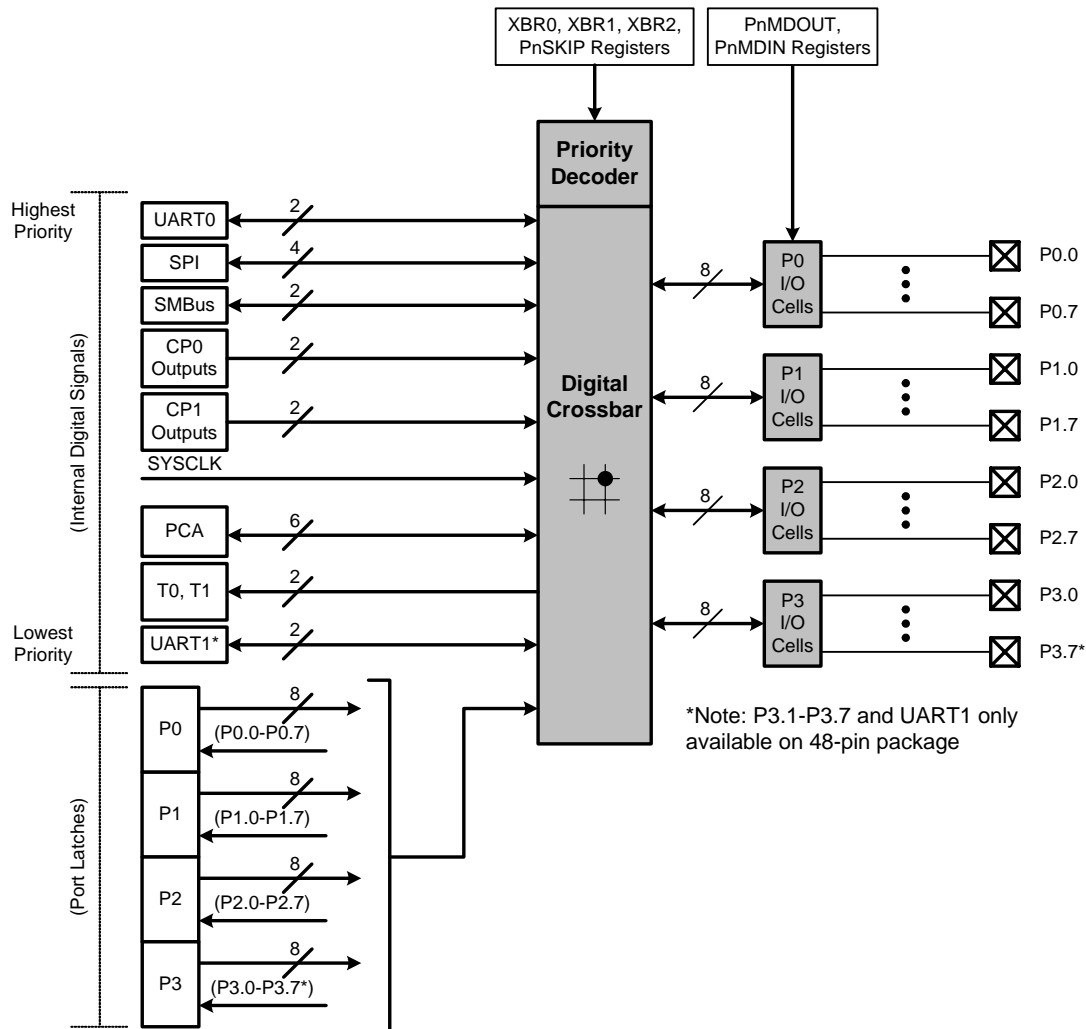 XBR0, XBR1, XBR2,
PnSKIP Registers
PnMDOUT,
PnMDIN Registers
Priority
Decoder
Highest
Priority
(Internal Digital Signals)
Lowest
Priority
UART0
2
SPI
4
SMBus
2
CP0
Outputs
2
CP1
Outputs
2
SYSCLK
PCA
6
T0, T1
2
UART1*
2
Digital
Crossbar
8
P0
I/O
Cells
P0.0
P0.7
8
P1
I/O
Cells
P1.0
P1.7
8
P2
I/O
Cells
P2.0
P2.7
8
P3
I/O
Cells
P3.0
P3.7*
*Note: P3.1-P3.7 and UART1 only
available on 48-pin package
(Port Latches)
P0
8
(P0.0-P0.7)
P1
8
(P1.0-P1.7)
P2
8
(P2.0-P2.7)
P3
8
(P3.0-P3.7*)